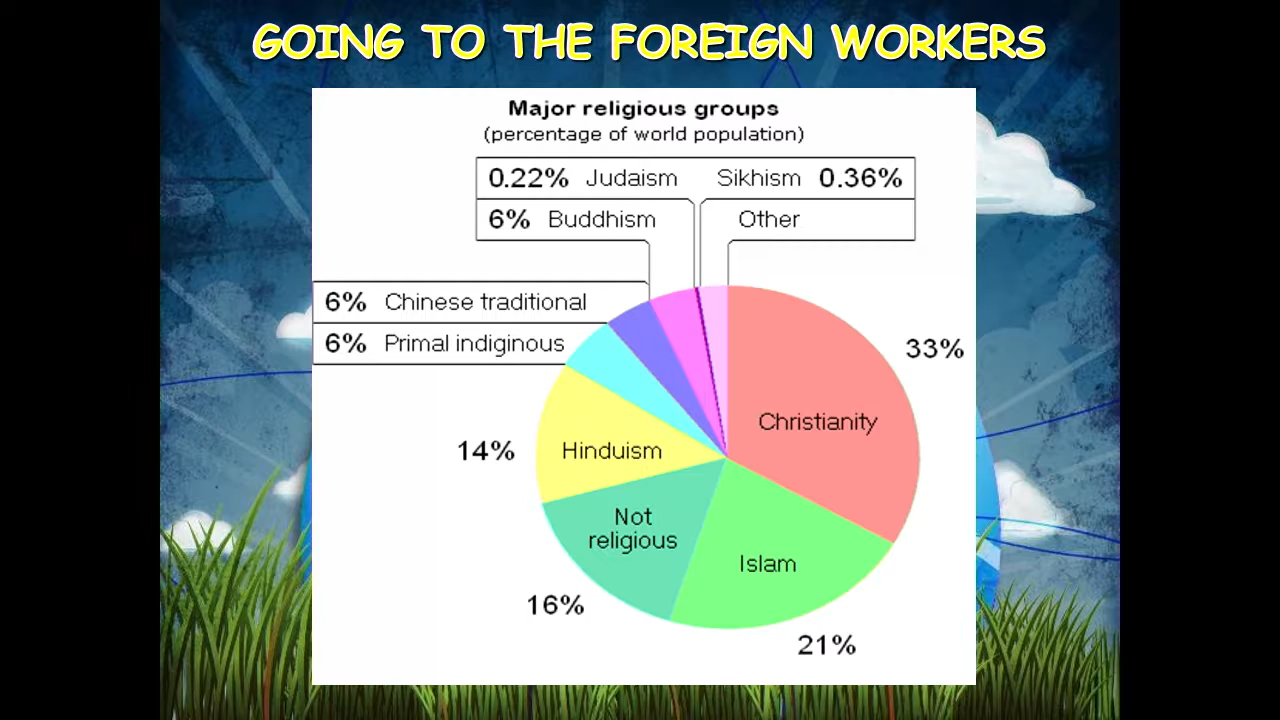 GOING TO THE FOREIGN WORKERS
Major religious groups
(percentage of world population)
0.22% Judaism Sikhism 0.36%
6% Buddhism Other
6% Chinese traditional
6% Primal indiginous
33%
Christianity
14% Hinduism
Not
religious
Islam
16%
21%